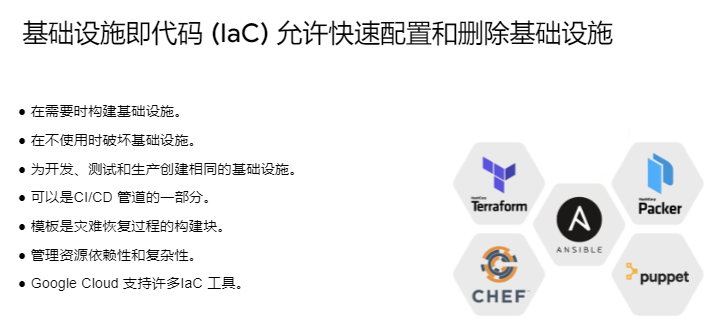 基础设施即代码 (IaC) 允许快速配置和删除基础设施
● 在需要时构建基础设施。
● 在不使用时破坏基础设施。
● 为开发、测试和生产创建相同的基础设施。
● 可以是CI/CD 管道的一部分。
● 模板是灾难恢复过程的构建块。
● 管理资源依赖性和复杂性。
● Google Cloud 支持许多IaC 工具。
HashiCorp
Terraform
HashiCorp
Packer
ANSIBLE
CHEF
puppet